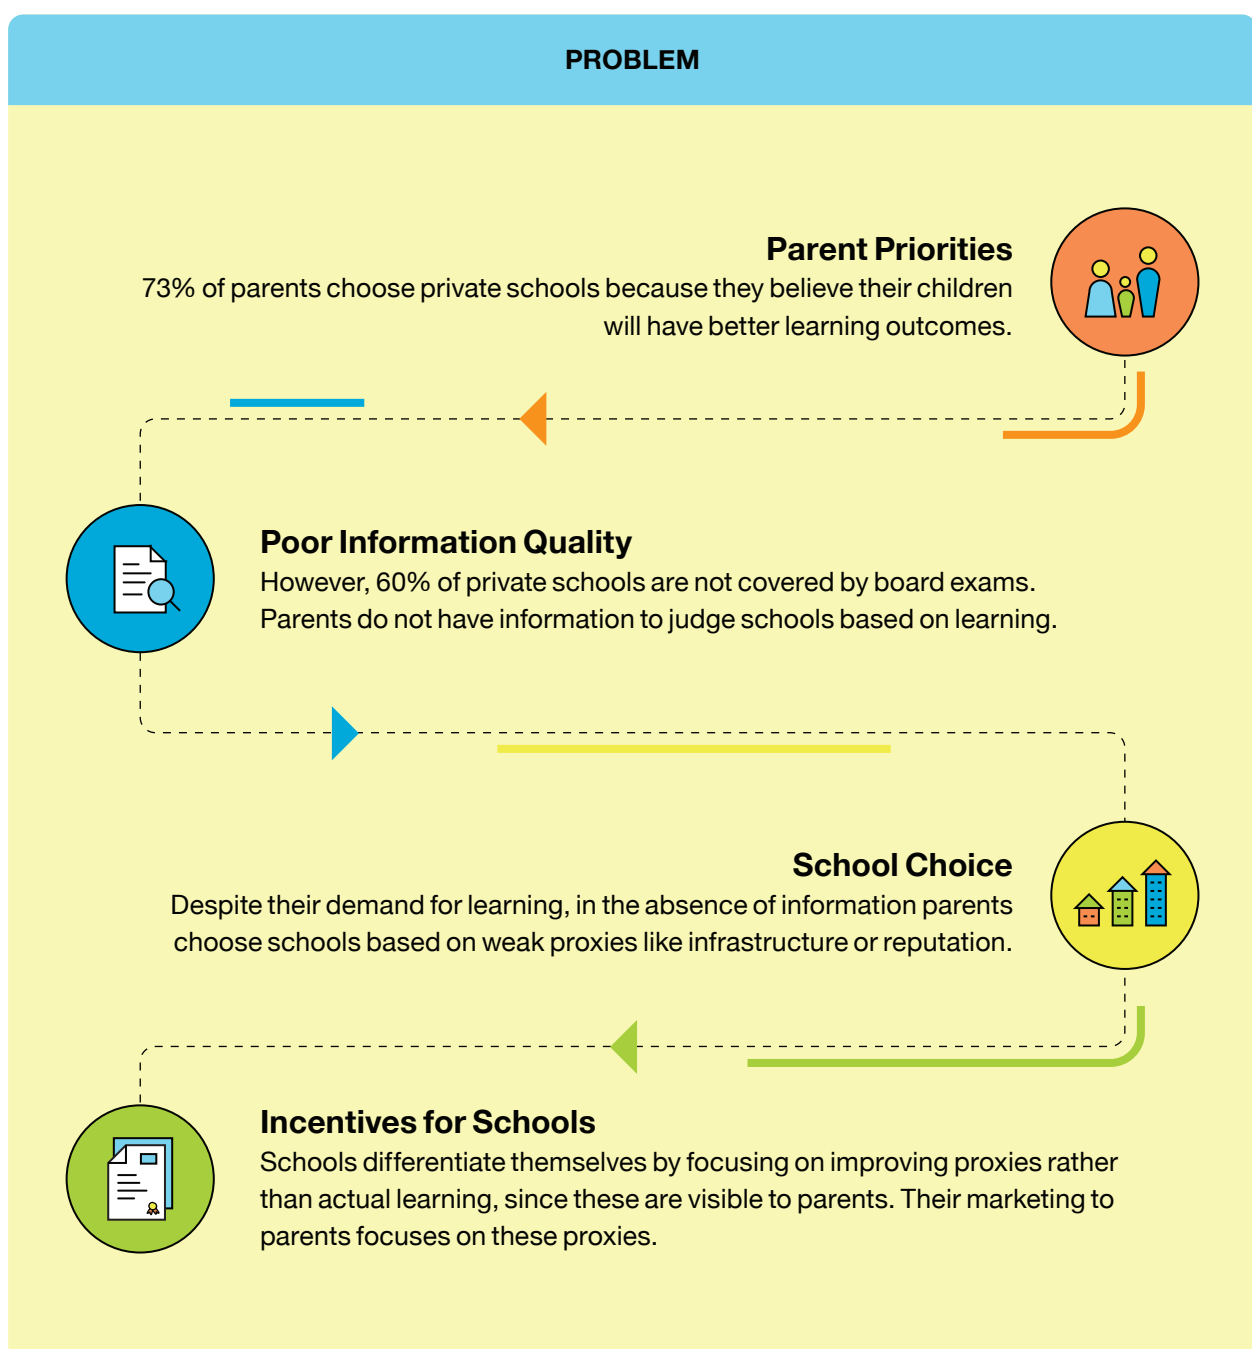 PROBLEM
Parent Priorities
73% of parents choose private schools because they believe their children
will have better learning outcomes.
Poor Information Quality
However, 60% of private schools are not covered by board exams.
Parents do not have information to judge schools based on learning.
School Choice
Despite their demand for learning, in the absence of information parents
choose schools based on weak proxies like infrastructure or reputation.
Incentives for Schools
Schools differentiate themselves by focusing on improving proxies rather
than actual learning, since these are visible to parents. Their marketing to
parents focuses on these proxies.